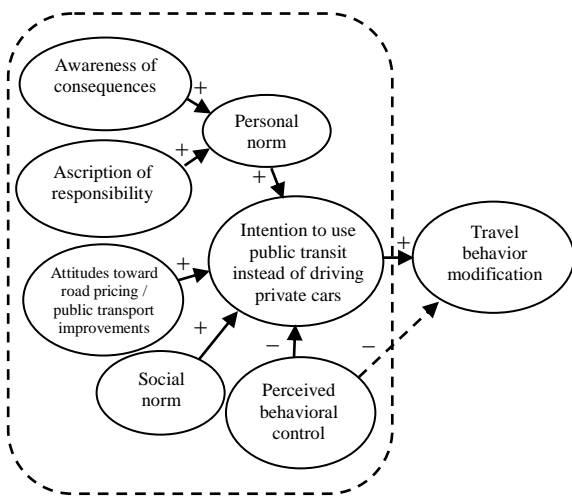 Awareness of
consequences
+
Personal
norm
+
Ascription of
responsibility
+
Intention to use
public transit
instead of driving
private cars
+
Travel
behavior
modification
Attitudes toward
road pricing /
public transport
improvements
+
+
Social
norm
−
−
Perceived
behavioral
control